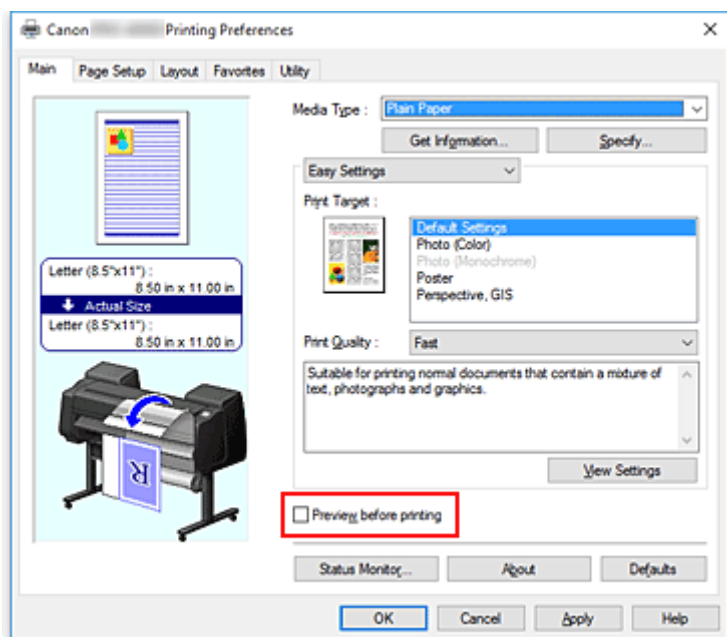 Canon Printing Preferences
Main Page Setup Layout Favorites Utility
Media Type : Plain Paper
Get Information... Specify...
Easy Settings
Print Target :
Default Settings
Photo (Color)
Photo (Monochrome)
Poster
Perspective, GIS
Letter (8.5"x11") :
8.50 in x 11.00 in
Actual Size
Letter (8.5"x11") :
8.50 in x 11.00 in
Print Quality : Fast
Suitable for printing normal documents that contain a mixture of
text, photographs and graphics.
R
View Settings
Preview before printing
Status Monitor... About Defaults
OK Cancel Apply Help